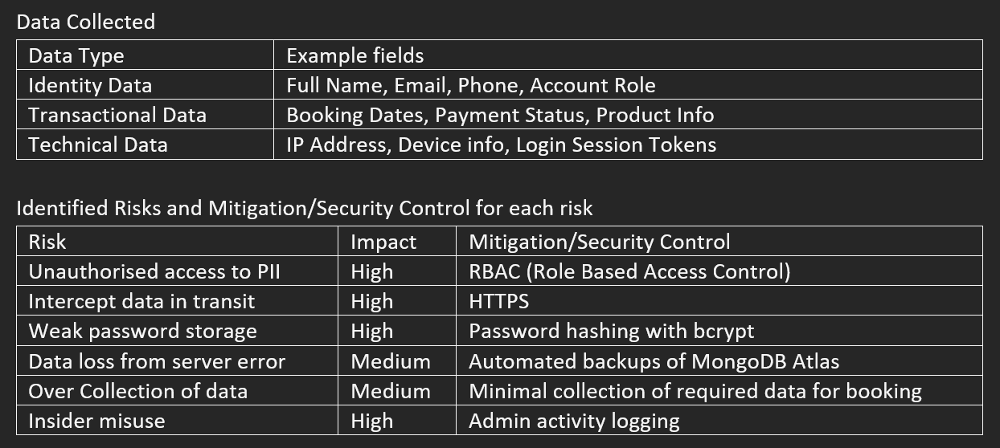 Data Collected
Data Type Example fields
Identity Data Full Name, Email, Phone, Account Role
Transactional Data Booking Dates, Payment Status, Product Info
Technical Data IP Address, Device info, Login Session Tokens
Identified Risks and Mitigation/Security Control for each risk
Risk Impact Mitigation/Security Control
Unauthorised access to PII High RBAC (Role Based Access Control)
Intercept data in transit High HTTPS
Weak password storage High Password hashing with bcrypt
Data loss from server error Medium Automated backups of MongoDB Atlas
Over Collection of data Medium Minimal collection of required data for booking
Insider misuse High Admin activity logging